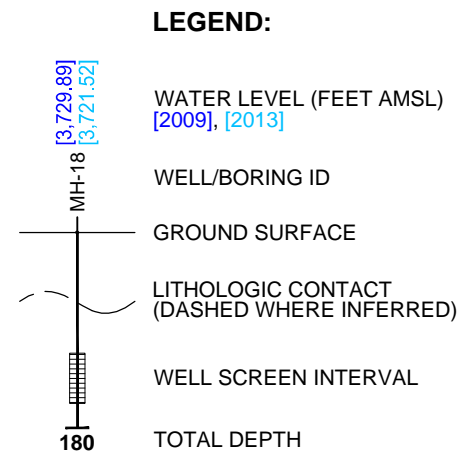 LEGEND:
[3,729.89]
[3,721.52]
WATER LEVEL (FEET AMSL)
[2009], [2013]
MH-18
WELL/BORING ID
GROUND SURFACE
LITHOLOGIC CONTACT
(DASHED WHERE INFERRED)
WELL SCREEN INTERVAL
180
TOTAL DEPTH